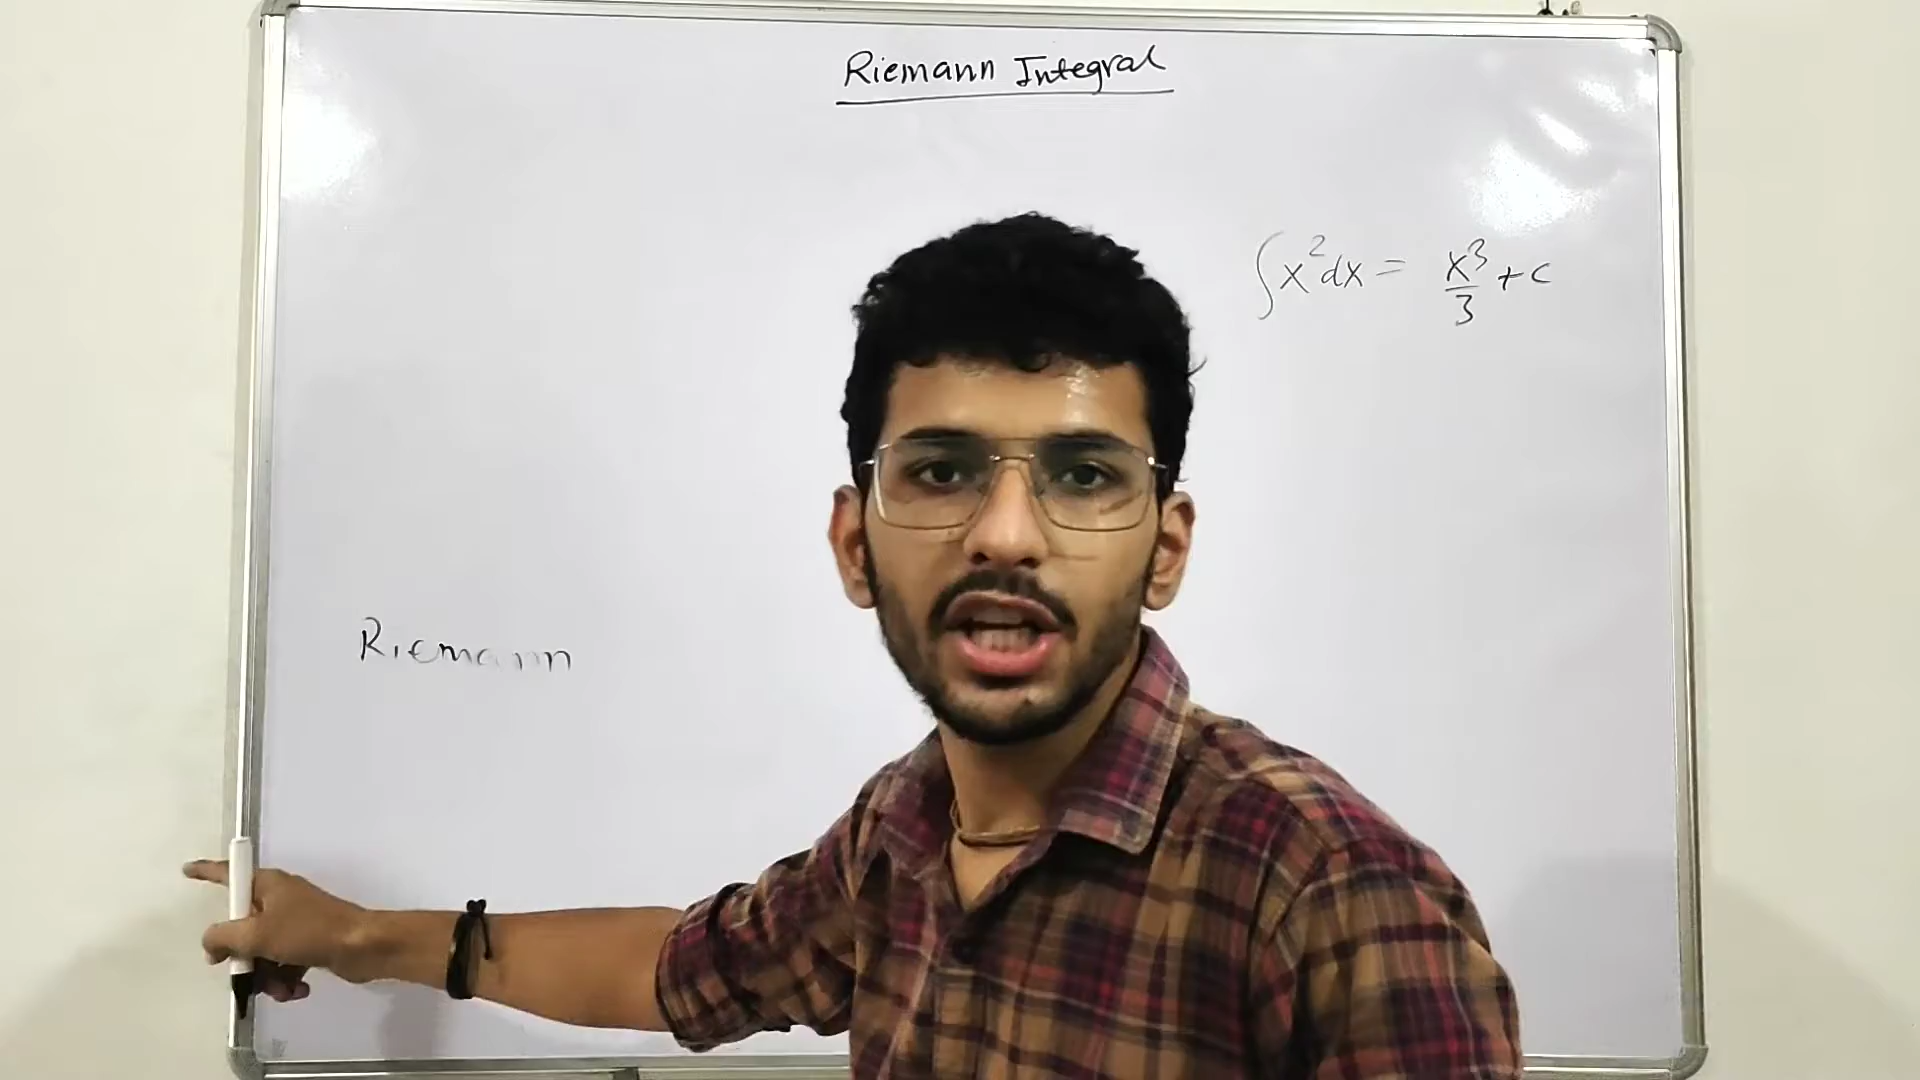 Riemann Integral
∫x²dx = x³/3 + c
Riemann